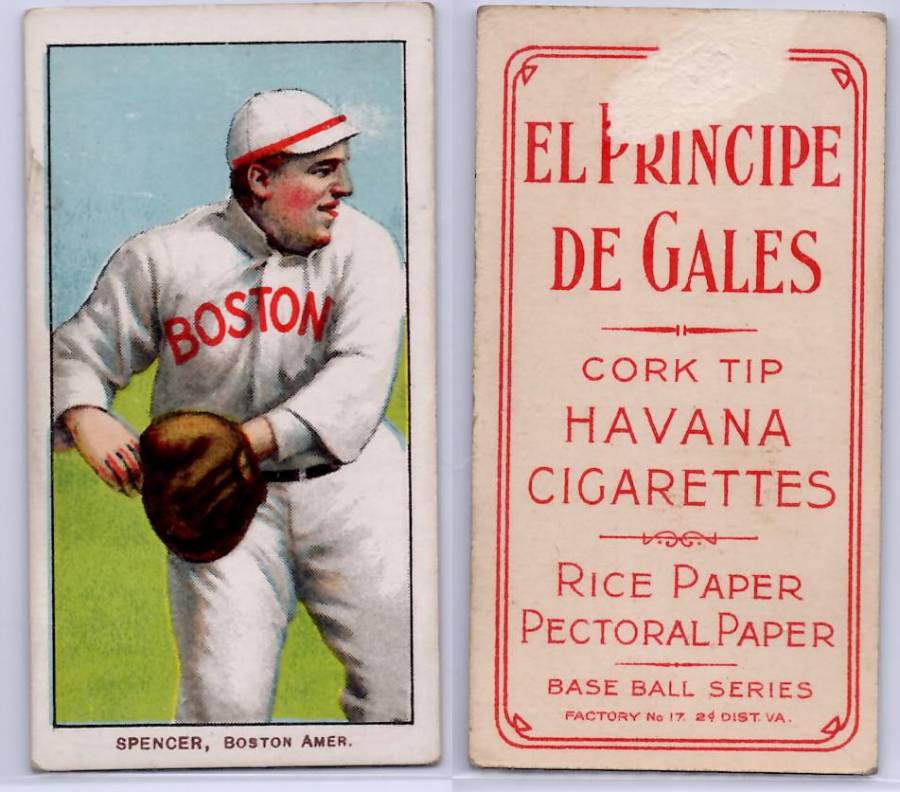 BOSTON
SPENCER, BOSTON AMER.
EL PRINCIPE
DE GALES
CORK TIP
HAVANA
CIGARETTES
RICE PAPER
PECTORAL PAPER
BASE BALL SERIES
FACTORY No 17 2d DIST. VA.